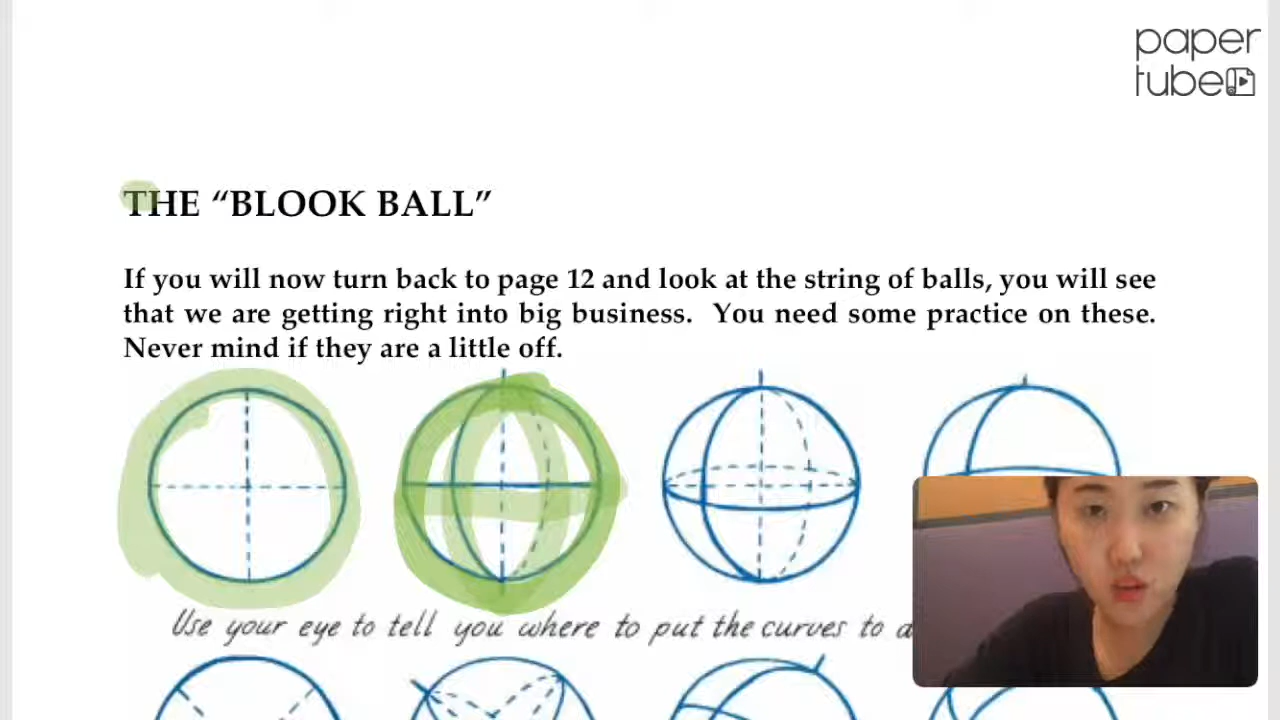 paper
tube
THE “BLOOK BALL”
If you will now turn back to page 12 and look at the string of balls, you will see
that we are getting right into big business. You need some practice on these.
Never mind if they are a little off.
Use your eye to tell you where to put the curves to